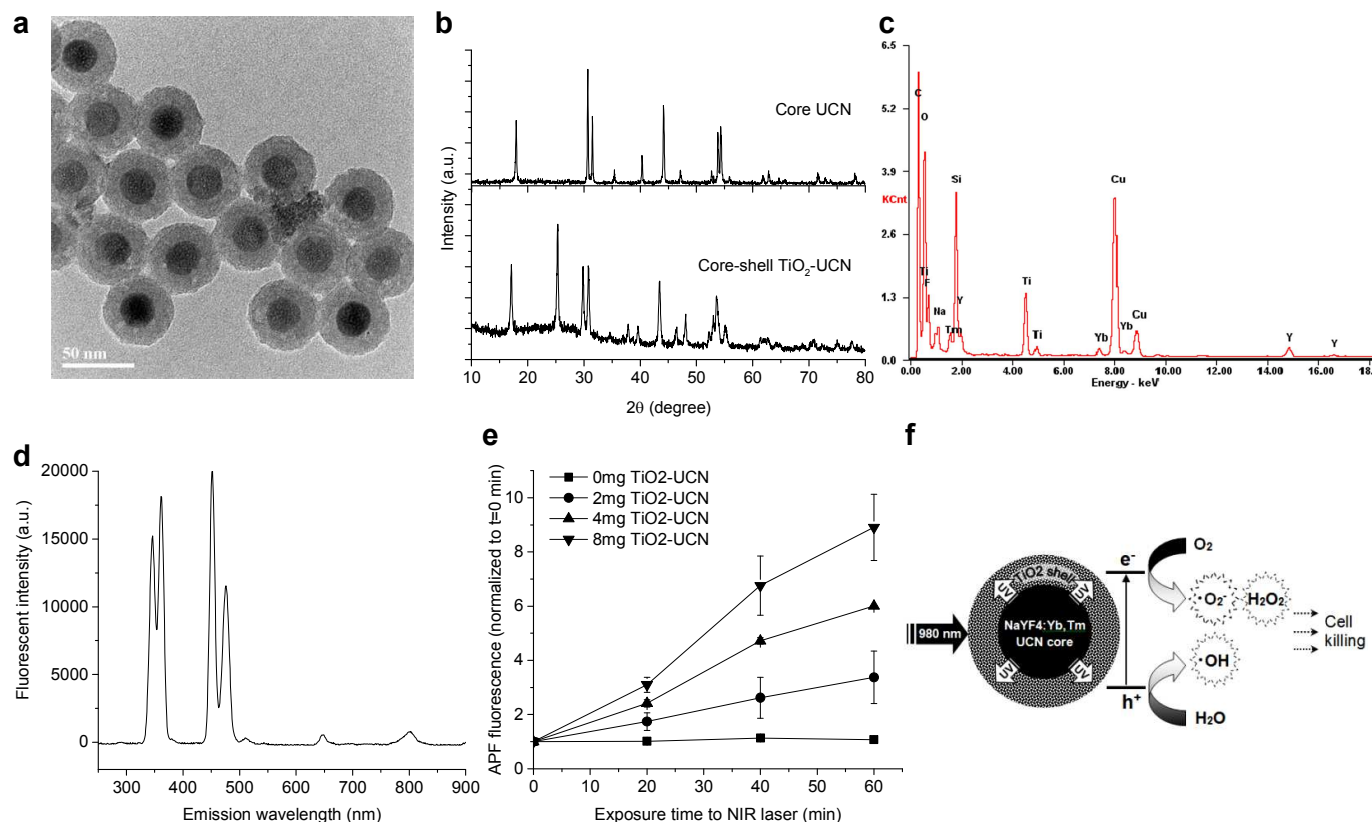 a
50 nm
b
Intensity (a.u.)
Core UCN
Core-shell TiO₂-UCN
10 20 30 40 50 60 70 80
2θ (degree)
c
6.5
5.2
3.9
KCnt
2.6
1.3
0.0
C
O
Ti
F
Na
Si
Y
Tm
Ti
Ti
Yb
Cu
Yb
Cu
Y
Y
0.00 2.00 4.00 6.00 8.00 10.00 12.00 14.00 16.00 18.
Energy - keV
d
Fluorescent intensity (a.u.)
20000
15000
10000
5000
0
300 400 500 600 700 800 900
Emission wavelength (nm)
e
APF fluorescence (normalized to t=0 min)
10
8
6
4
2
0
0mg TiO2-UCN
2mg TiO2-UCN
4mg TiO2-UCN
8mg TiO2-UCN
0 20 40 60
Exposure time to NIR laser (min)
f
980 nm
TiO2 shell
UV
UV
NaYF4:Yb,Tm
UCN core
UV
UV
e⁻
h⁺
O₂
·O₂⁻
H₂O₂
·OH
H₂O
Cell
killing